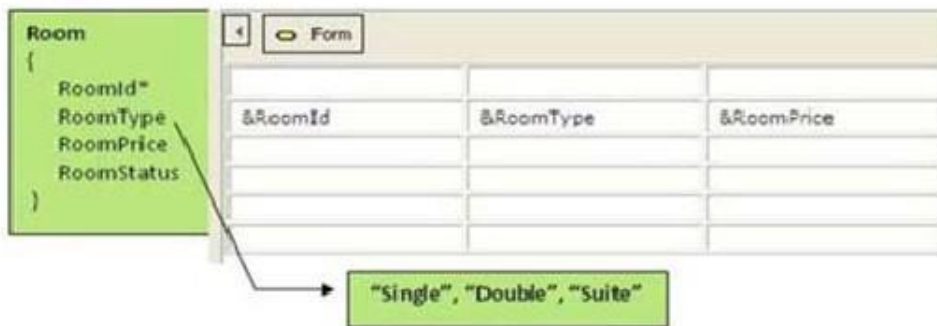 Room
{
RoomId*
RoomType
RoomPrice
RoomStatus
}
Form
&RoomId &RoomType &RoomPrice
"Single", "Double", "Suite"